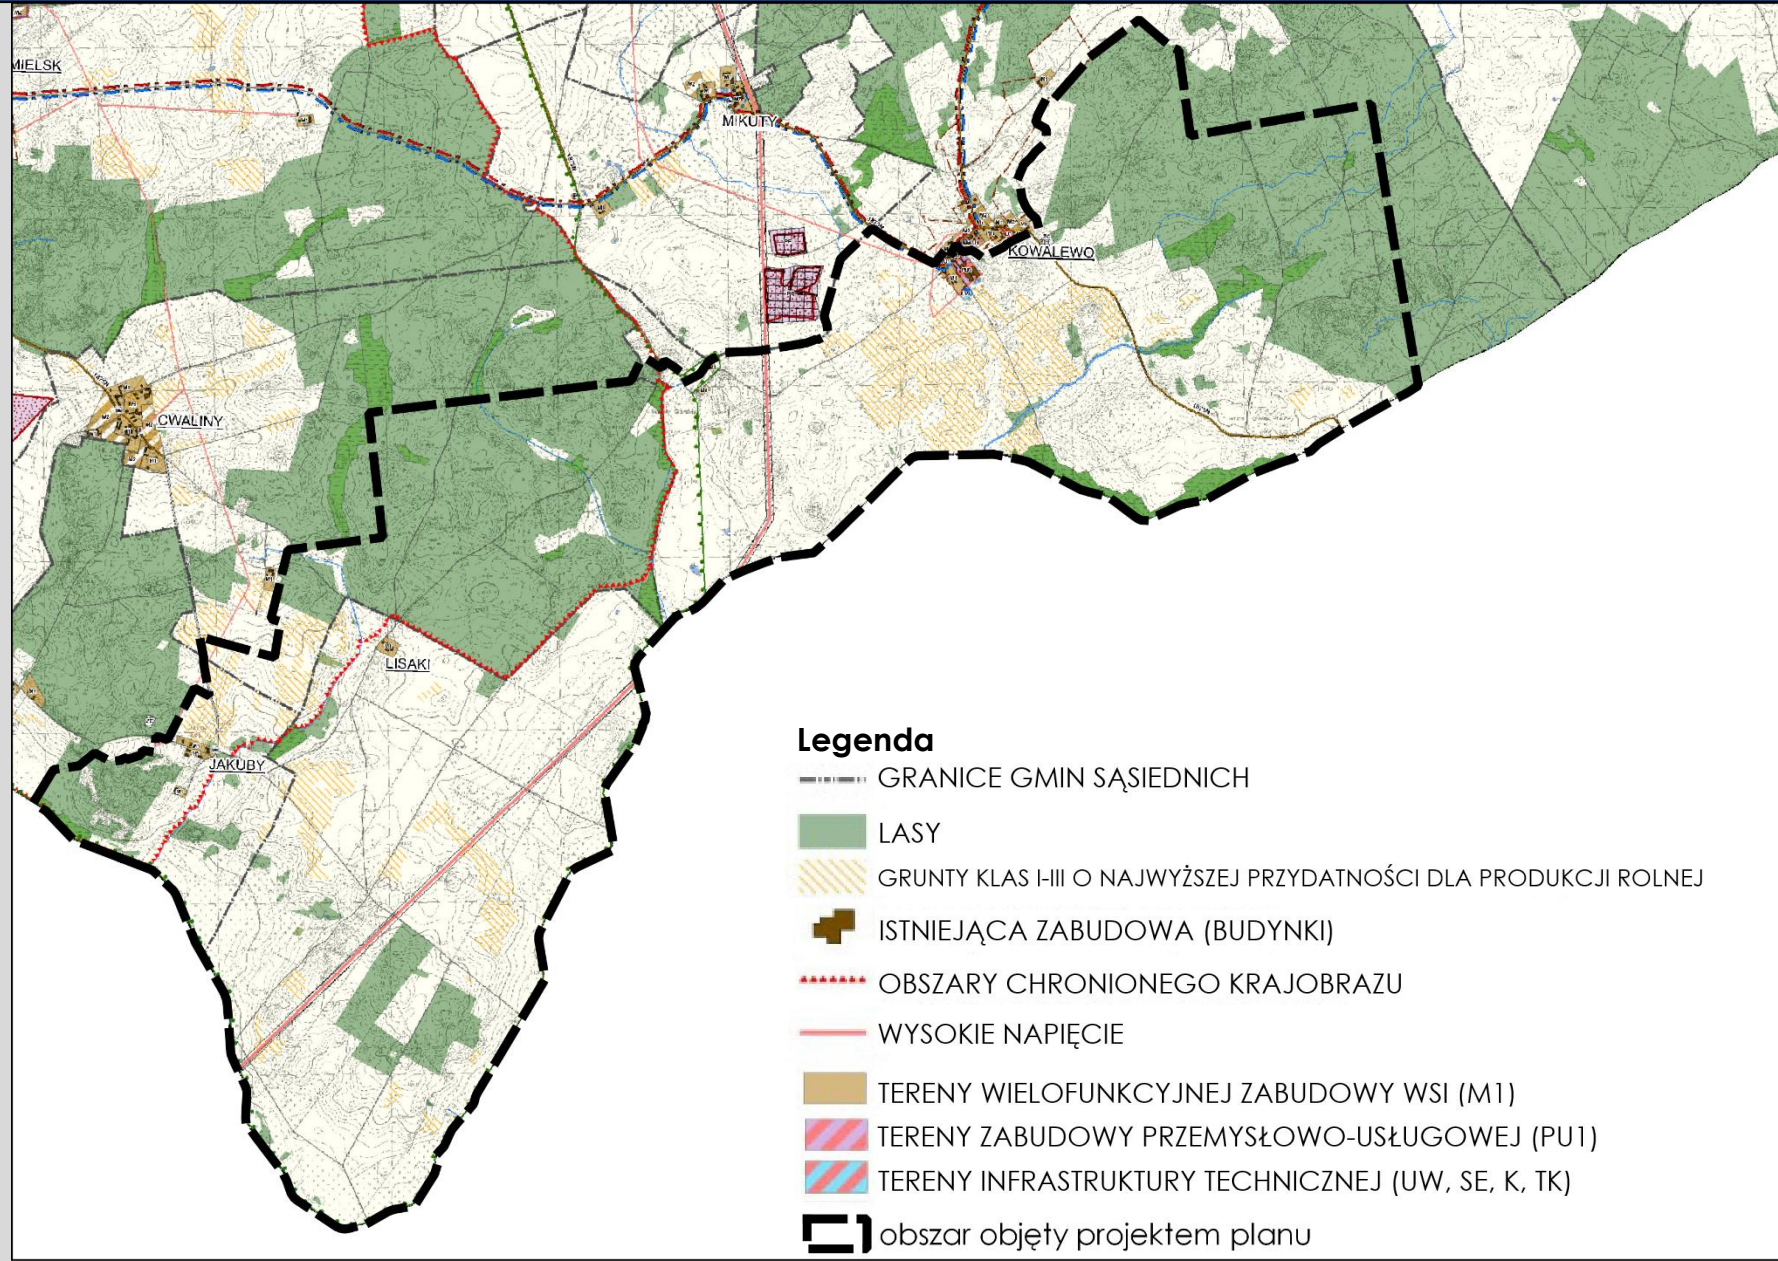 MIELSK
MIKUTY
KOWALEWO
CWALINY
LISAKI
JAKUBY
Legenda
GRANICE GMIN SĄSIEDNICH
LASY
GRUNTY KLAS I-III O NAJWYŻSZEJ PRZYDATNOŚCI DLA PRODUKCJI ROLNEJ
ISTNIEJĄCA ZABUDOWA (BUDYNKI)
OBSZARY CHRONIONEGO KRAJOBRAZU
WYSOKIE NAPIĘCIE
TERENY WIELOFUNKCYJNEJ ZABUDOWY WSI (M1)
TERENY ZABUDOWY PRZEMYSŁOWO-USŁUGOWEJ (PU1)
TERENY INFRASTRUKTURY TECHNICZNEJ (UW, SE, K, TK)
obszar objęty projektem planu